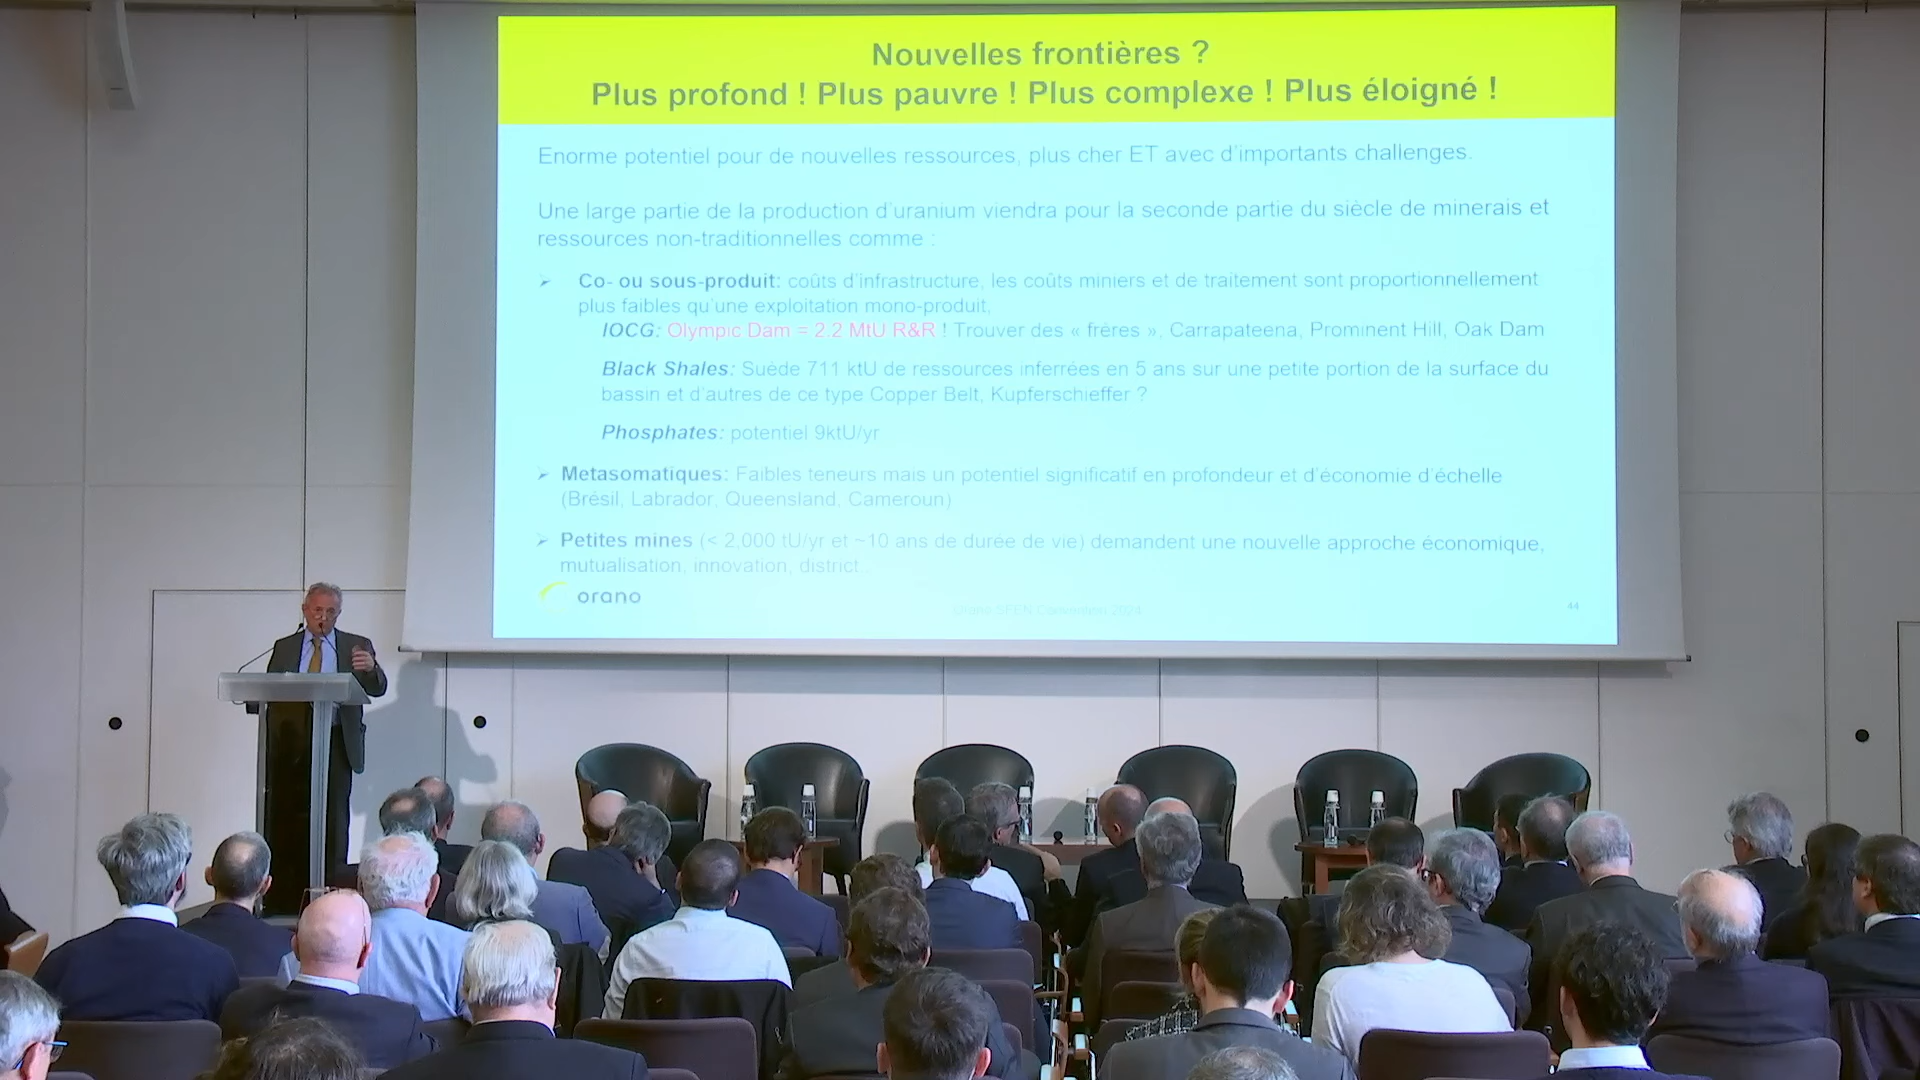 Nouvelles frontières ?
Plus profond ! Plus pauvre ! Plus complexe ! Plus éloigné !
Enorme potentiel pour de nouvelles ressources, plus cher ET avec d'importants challenges.
Une large partie de la production d'uranium viendra pour la seconde partie du siècle de minerais et
ressources non-traditionnelles comme :
➢ Co- ou sous-produit: coûts d'infrastructure, les coûts miniers et de traitement sont proportionnellement
plus faibles qu'une exploitation mono-produit,
IOCG: Olympic Dam = 2.2 MtU R&R ! Trouver des « fréres », Carrapateena, Prominent Hill, Oak Dam
Black Shales: Suède 711 ktU de ressources inferrées en 5 ans sur une petite portion de la surface du
bassin et d'autres de ce type Copper Belt, Kupferschieffer ?
Phosphates: potentiel 9ktU/yr
➢ Metasomatiques: Faibles teneurs mais un potentiel significatif en profondeur et d'économie d'échelle
(Brésil, Labrador, Queensland, Cameroun)
➢ Petites mines (< 2,000 tU/yr et ~10 ans de durée de vie) demandent une nouvelle approche économique,
mutualisation, innovation, district..
orano
Orano SFEN Convention 2024
44